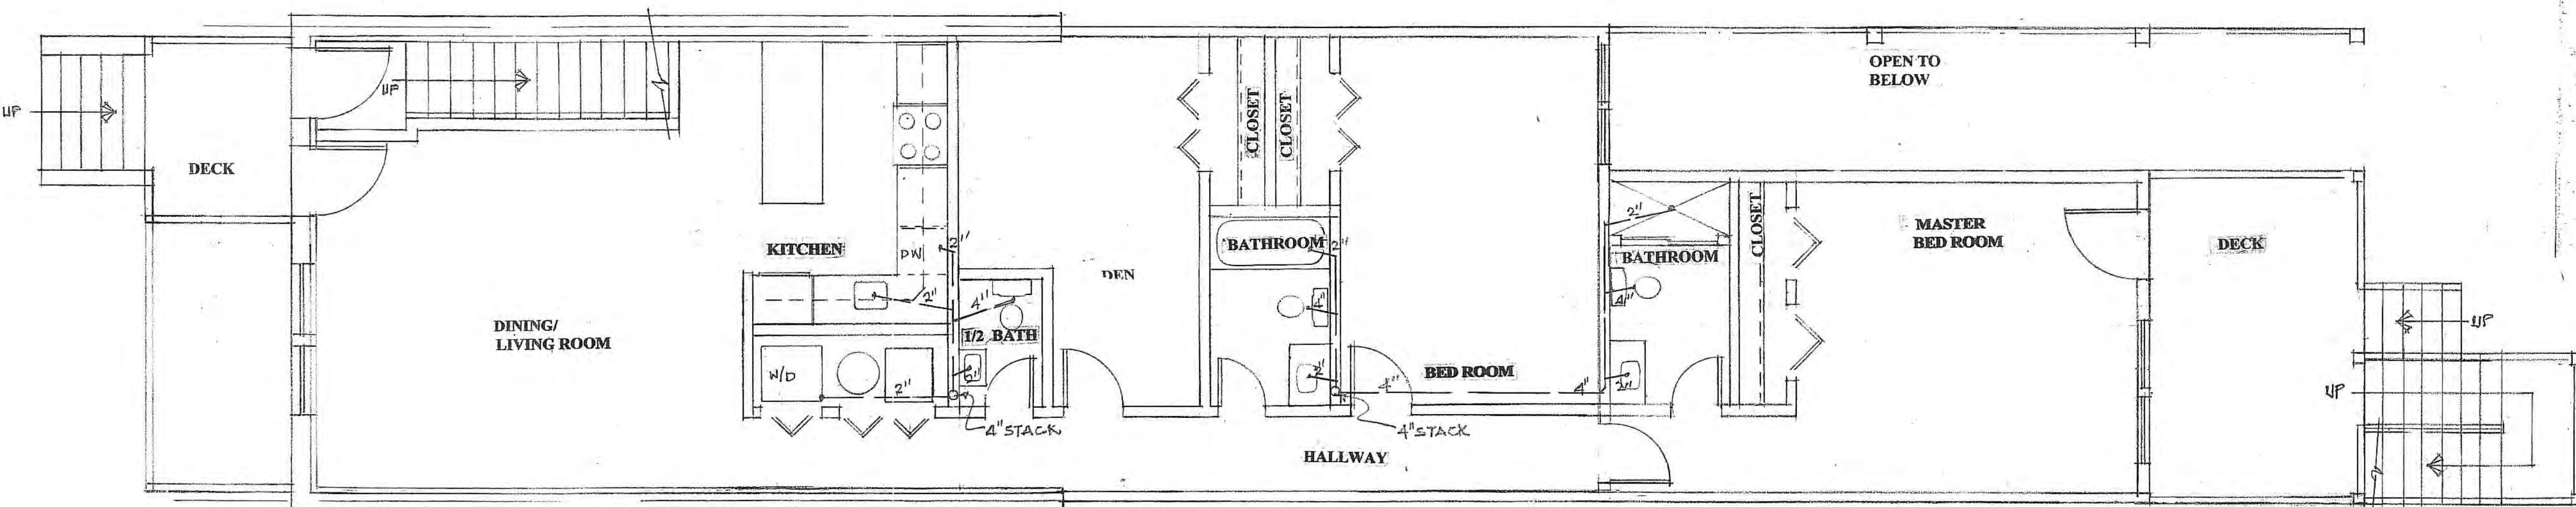 UP
DECK
UP
DINING/
LIVING ROOM
KITCHEN
DW
2"
2"
4"
1/2 BATH
W/D
2"
4" STACK
DEN
CLOSET
CLOSET
BATHROOM
2"
4"
2"
4" STACK
4"
BED ROOM
4"
HALLWAY
2"
BATHROOM
4"
2"
CLOSET
OPEN TO
BELOW
MASTER
BED ROOM
DECK
UP
UP